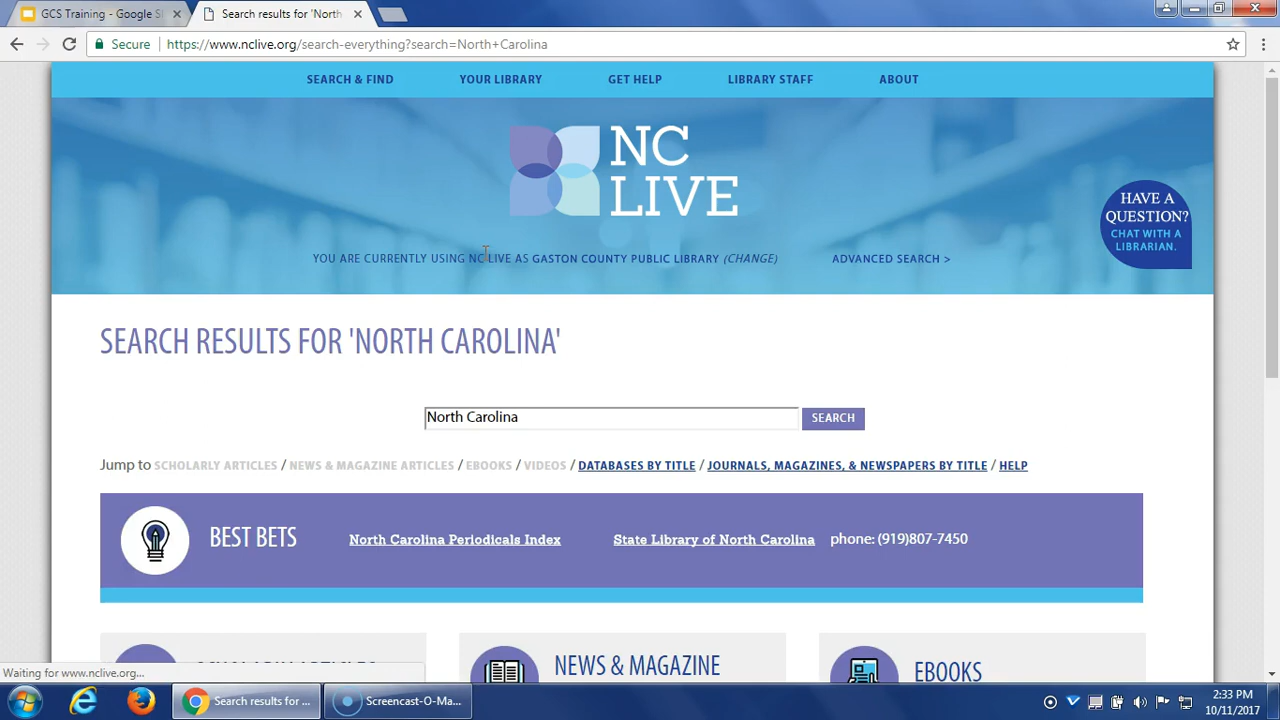 GCS Training - Google Sl
Search results for 'North
Secure
https://www.nclive.org/search-everything?search=North+Carolina
SEARCH & FIND YOUR LIBRARY GET HELP LIBRARY STAFF ABOUT
NC
LIVE
HAVE A
QUESTION?
CHAT WITH A
LIBRARIAN.
YOU ARE CURRENTLY USING NC LIVE AS GASTON COUNTY PUBLIC LIBRARY (CHANGE) ADVANCED SEARCH >
SEARCH RESULTS FOR 'NORTH CAROLINA'
North Carolina SEARCH
Jump to SCHOLARLY ARTICLES / NEWS & MAGAZINE ARTICLES / EBOOKS / VIDEOS / DATABASES BY TITLE / JOURNALS, MAGAZINES, & NEWSPAPERS BY TITLE / HELP
BEST BETS North Carolina Periodicals Index State Library of North Carolina phone: (919)807-7450
NEWS & MAGAZINE
EBOOKS
Waiting for www.nclive.org...
Search results for ... Screencast-O-Ma... 2:33 PM
10/11/2017